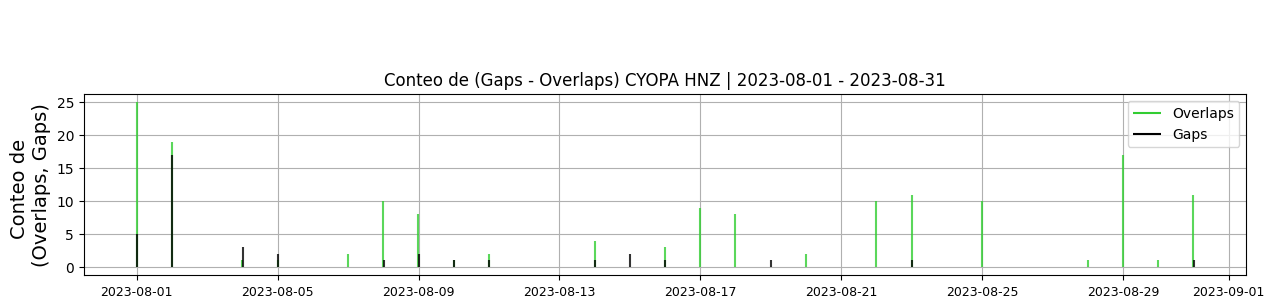 Conteo de (Gaps - Overlaps) CYOPA HNZ | 2023-08-01 - 2023-08-31
Conteo de
(Overlaps, Gaps)
25
20
15
10
5
0
Overlaps
Gaps
2023-08-01 2023-08-05 2023-08-09 2023-08-13 2023-08-17 2023-08-21 2023-08-25 2023-08-29 2023-09-01